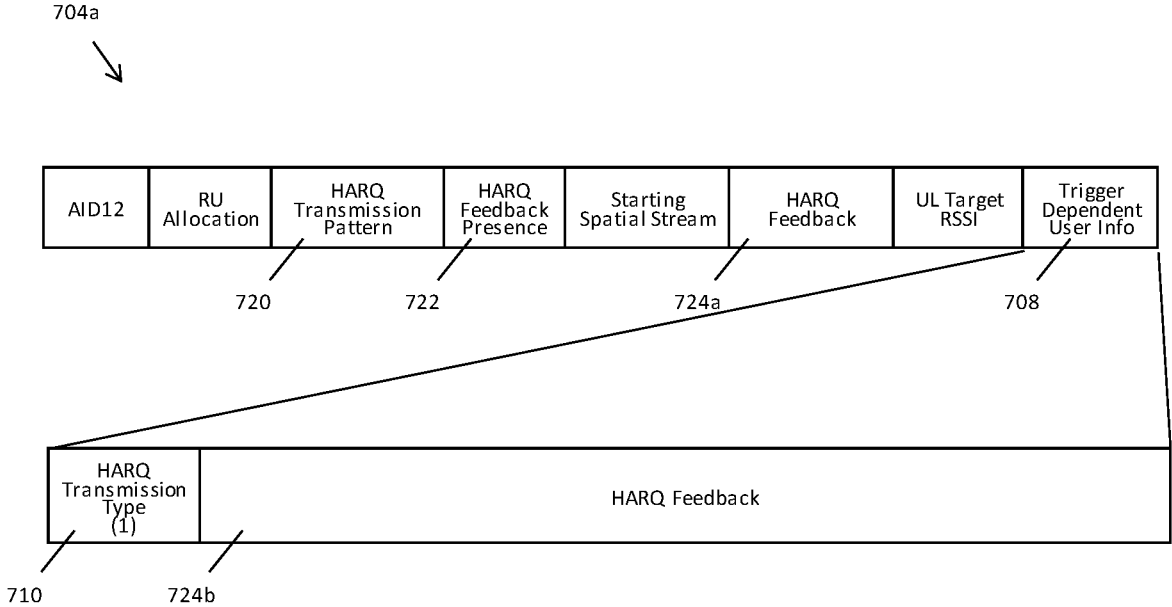 704a
AID12
RU
Allocation
HARQ
Transmission
Pattern
HARQ
Feedback
Presence
Starting
Spatial Stream
HARQ
Feedback
UL Target
RSSI
Trigger
Dependent
User Info
720
722
724a
708
HARQ
Transmission
Type
(1)
HARQ Feedback
710
724b